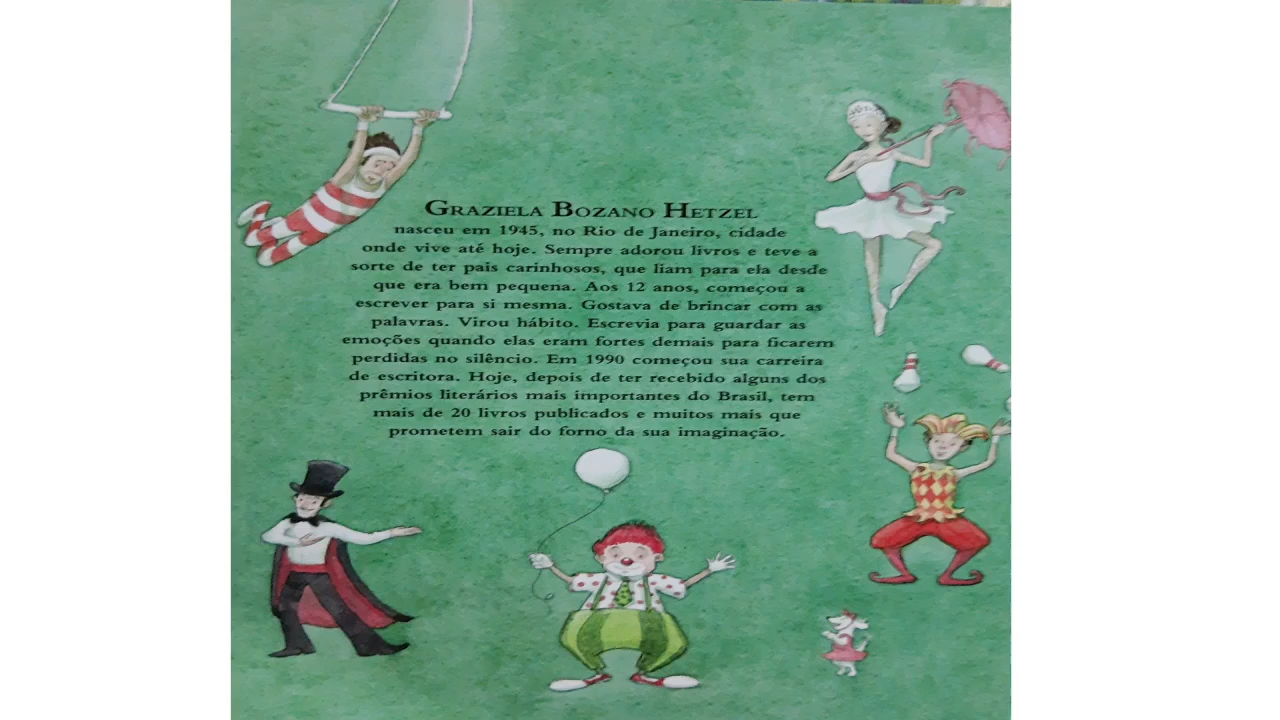 GRAZIELA BOZANO HETZEL
nasceu em 1945, no Rio de Janeiro, cidade
onde vive até hoje. Sempre adorou livros e teve a
sorte de ter pais carinhosos, que liam para ela desde
que era bem pequena. Aos 12 anos, começou a
escrever para si mesma. Gostava de brincar com as
palavras. Virou hábito. Escrevia para guardar as
emoções quando elas eram fortes demais para ficarem
perdidas no silêncio. Em 1990 começou sua carreira
de escritora. Hoje, depois de ter recebido alguns dos
prêmios literários mais importantes do Brasil, tem
mais de 20 livros publicados e muitos mais que
prometem sair do forno da sua imaginação.